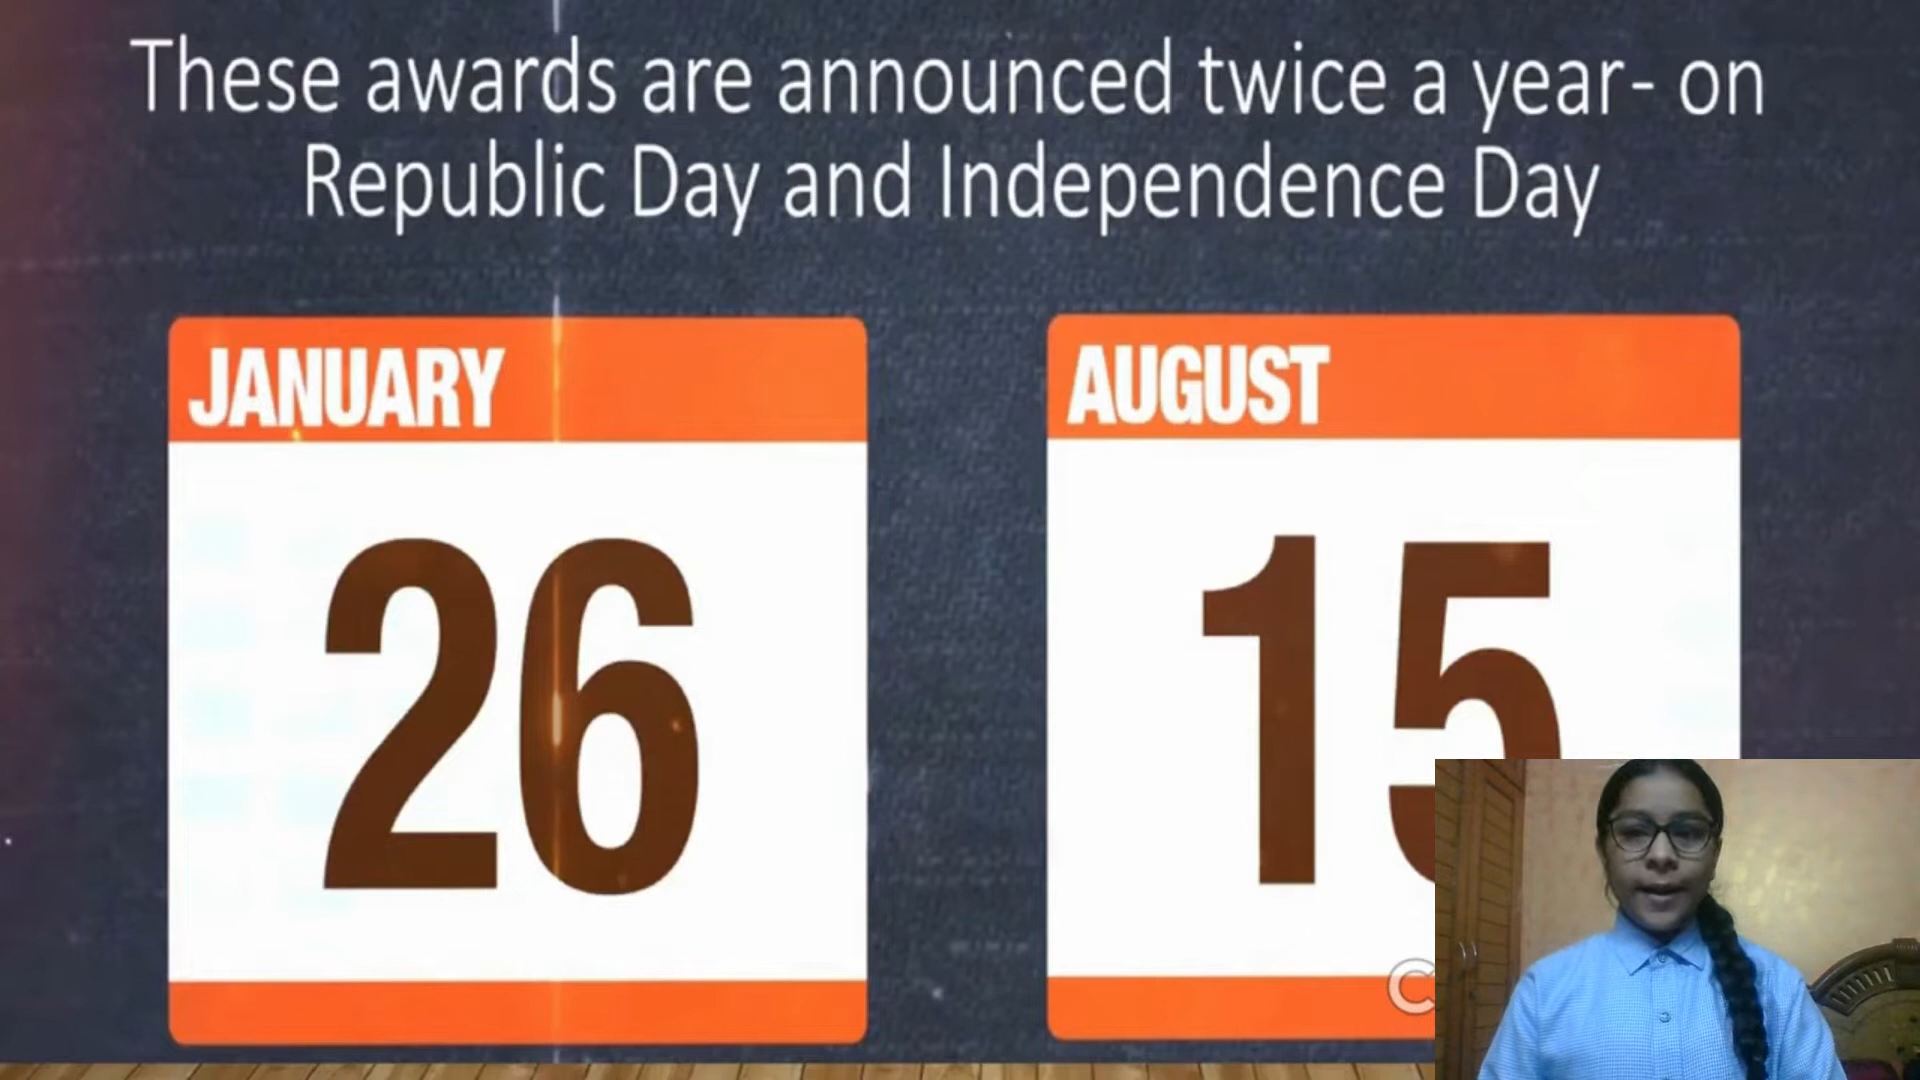 These awards are announced twice a year- on
Republic Day and Independence Day
JANUARY
26
AUGUST
15